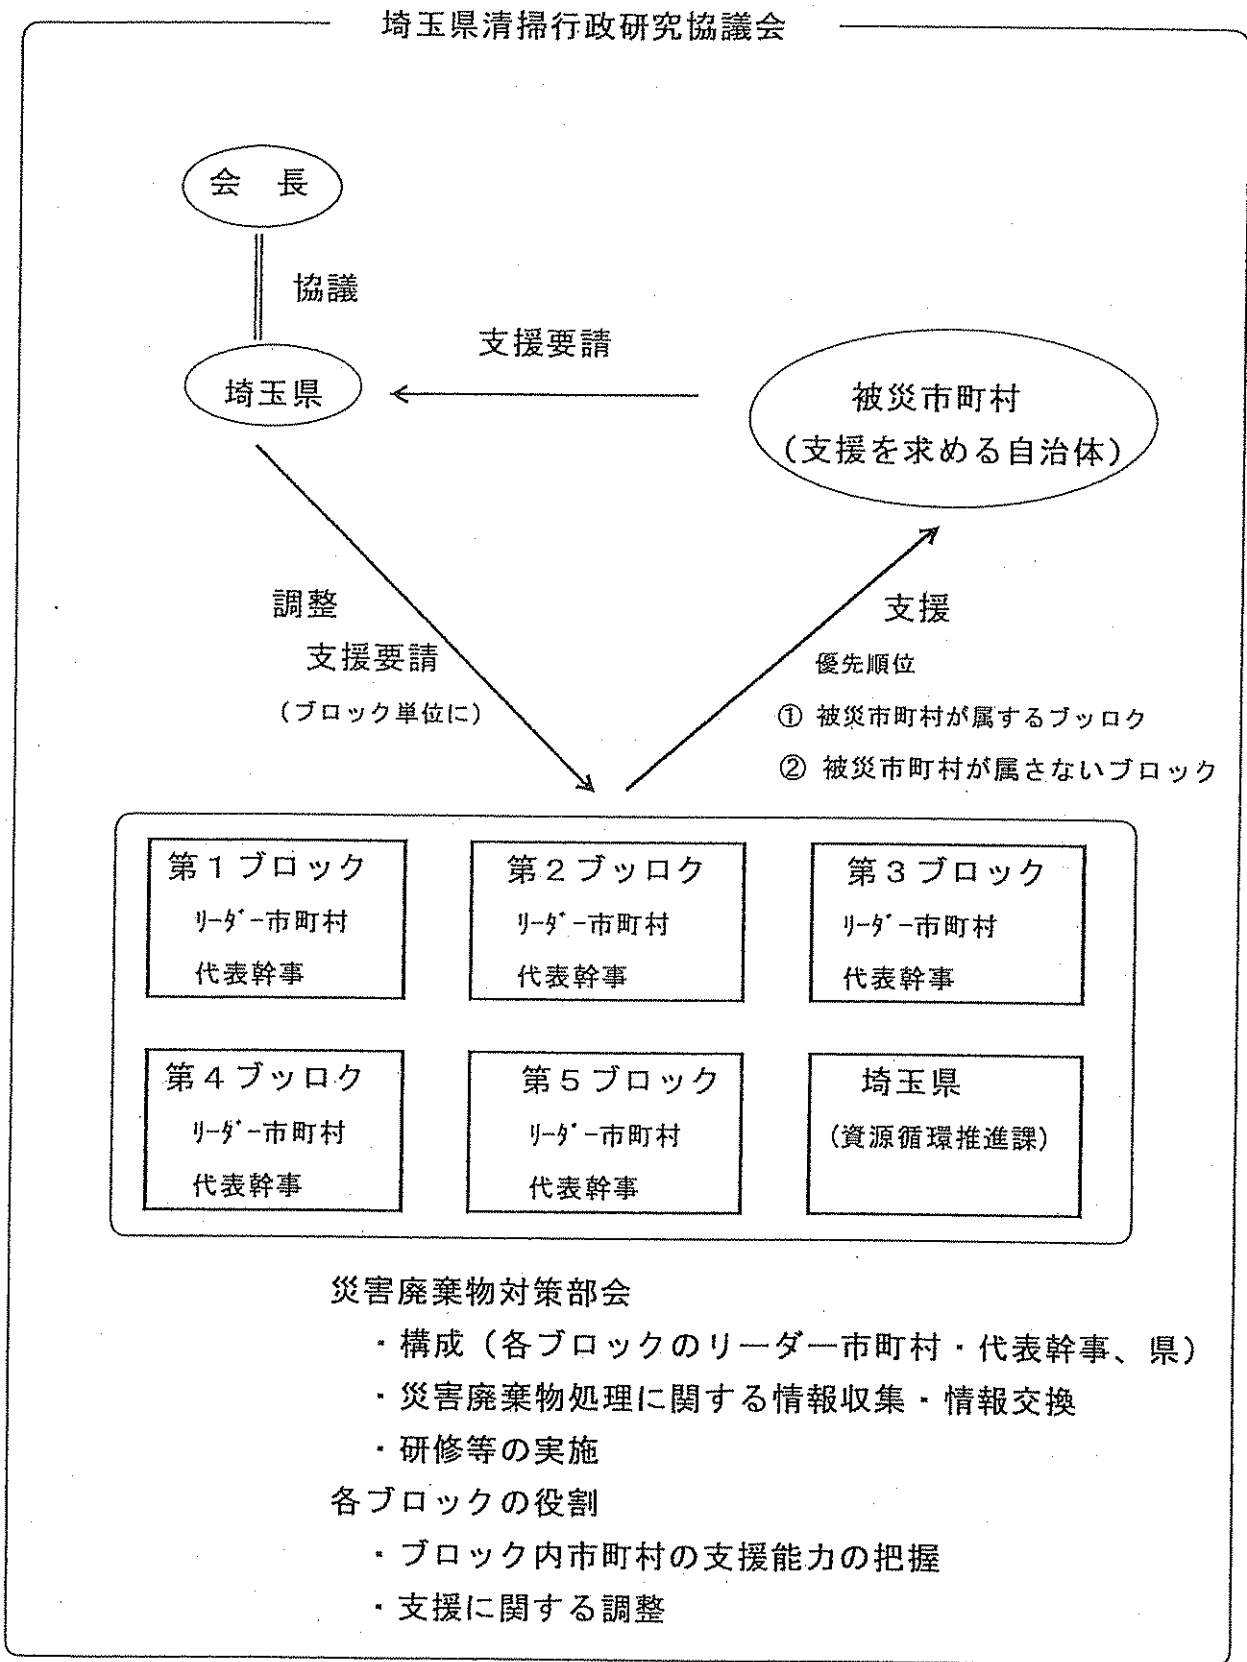 埼玉県清掃行政研究協議会
会　長
協議
支援要請
埼玉県
被災市町村
（支援を求める自治体）
調整
支援要請
（ブロック単位に）
支援
優先順位
① 被災市町村が属するブッロク
② 被災市町村が属さないブロック
第１ブロック
ﾘｰﾀﾞｰ市町村
代表幹事
第２ブッロク
ﾘｰﾀﾞｰ市町村
代表幹事
第３ブロック
ﾘｰﾀﾞｰ市町村
代表幹事
第４ブッロク
ﾘｰﾀﾞｰ市町村
代表幹事
第５ブロック
ﾘｰﾀﾞｰ市町村
代表幹事
埼玉県
（資源循環推進課）
災害廃棄物対策部会
・構成（各ブロックのリーダー市町村・代表幹事、県）
・災害廃棄物処理に関する情報収集・情報交換
・研修等の実施
各ブロックの役割
・ブロック内市町村の支援能力の把握
・支援に関する調整